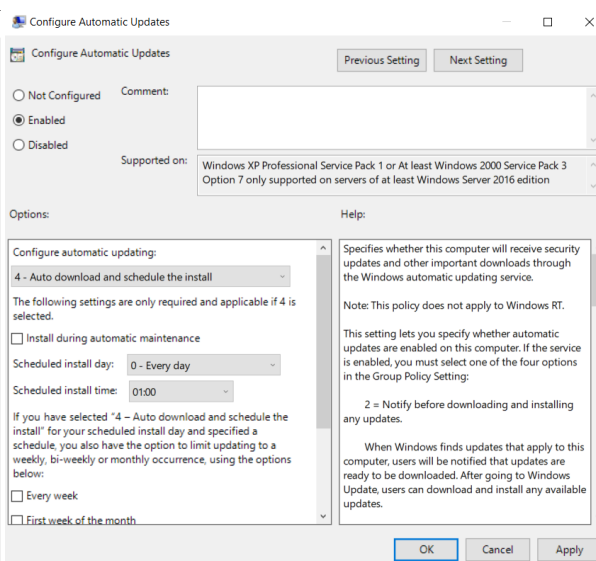 Configure Automatic Updates
Configure Automatic Updates
Previous Setting
Next Setting
Not Configured
Enabled
Disabled
Comment:
Supported on:
Windows XP Professional Service Pack 1 or At least Windows 2000 Service Pack 3
Option 7 only supported on servers of at least Windows Server 2016 edition
Options:
Configure automatic updating:
4 - Auto download and schedule the install
The following settings are only required and applicable if 4 is
selected.
Install during automatic maintenance
Scheduled install day:
0 - Every day
Scheduled install time:
01:00
If you have selected “4 – Auto download and schedule the
install” for your scheduled install day and specified a
schedule, you also have the option to limit updating to a
weekly, bi-weekly or monthly occurrence, using the options
below:
Every week
First week of the month
Help:
Specifies whether this computer will receive security
updates and other important downloads through
the Windows automatic updating service.
Note: This policy does not apply to Windows RT.
This setting lets you specify whether automatic
updates are enabled on this computer. If the service
is enabled, you must select one of the four options
in the Group Policy Setting:
2 = Notify before downloading and installing
any updates.
When Windows finds updates that apply to this
computer, users will be notified that updates are
ready to be downloaded. After going to Windows
Update, users can download and install any available
updates.
OK
Cancel
Apply